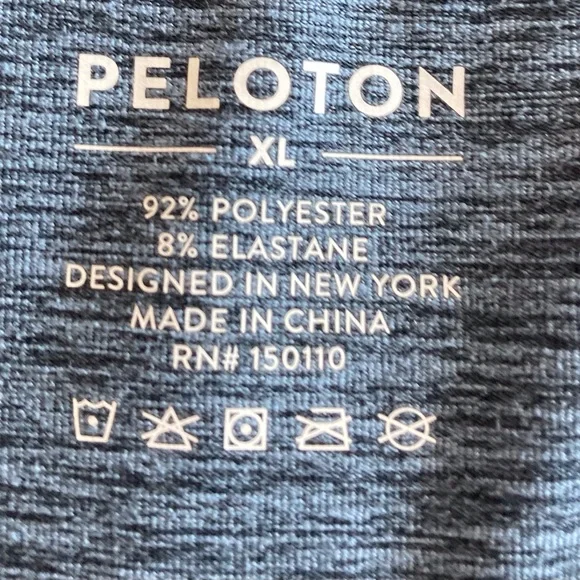 PELOTON
XL
92% POLYESTER
8% ELASTANE
DESIGNED IN NEW YORK
MADE IN CHINA
RN# 150110